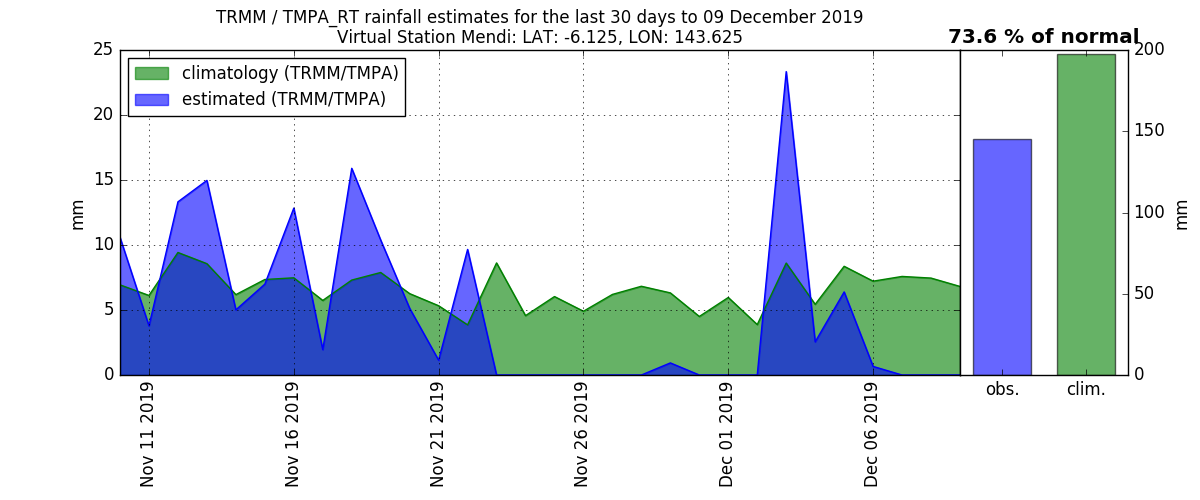 TRMM / TMPA_RT rainfall estimates for the last 30 days to 09 December 2019
Virtual Station Mendi: LAT: -6.125, LON: 143.625
73.6 % of normal
climatology (TRMM/TMPA)
estimated (TRMM/TMPA)
25
20
15
10
5
0
mm
Nov 11 2019
Nov 16 2019
Nov 21 2019
Nov 26 2019
Dec 01 2019
Dec 06 2019
200
150
100
50
0
mm
obs.
clim.